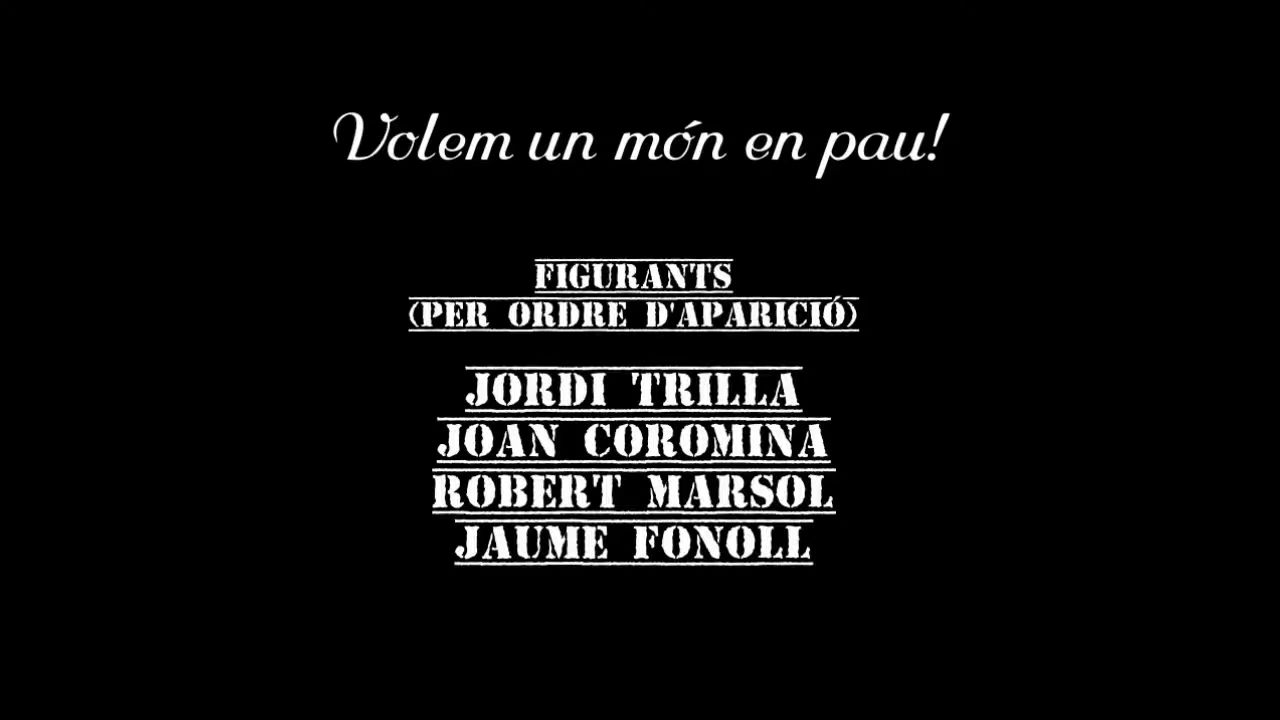 Volem un món en pau!
FIGURANTS
(PER ORDRE D'APARICIÓ)
JORDI TRILLA
JOAN COROMINA
ROBERT MARSOL
JAUME FONOLL